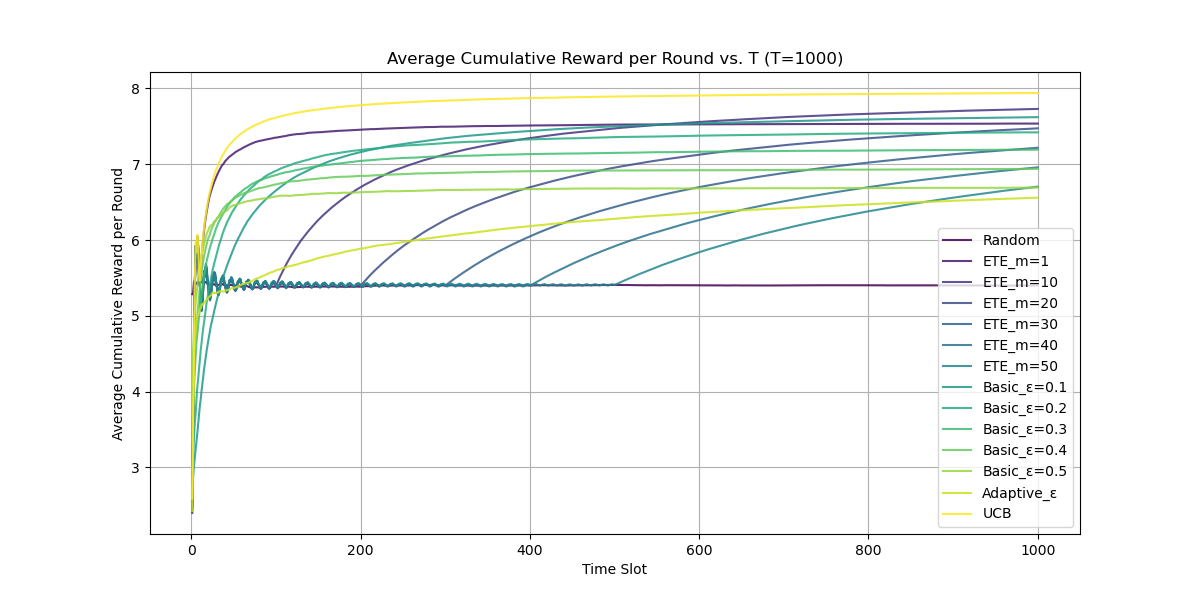 Average Cumulative Reward per Round vs. T (T=1000)
Average Cumulative Reward per Round
8
7
6
5
4
3
0
200
400
600
800
1000
Time Slot
Random
ETE_m=1
ETE_m=10
ETE_m=20
ETE_m=30
ETE_m=40
ETE_m=50
Basic_ε=0.1
Basic_ε=0.2
Basic_ε=0.3
Basic_ε=0.4
Basic_ε=0.5
Adaptive_ε
UCB